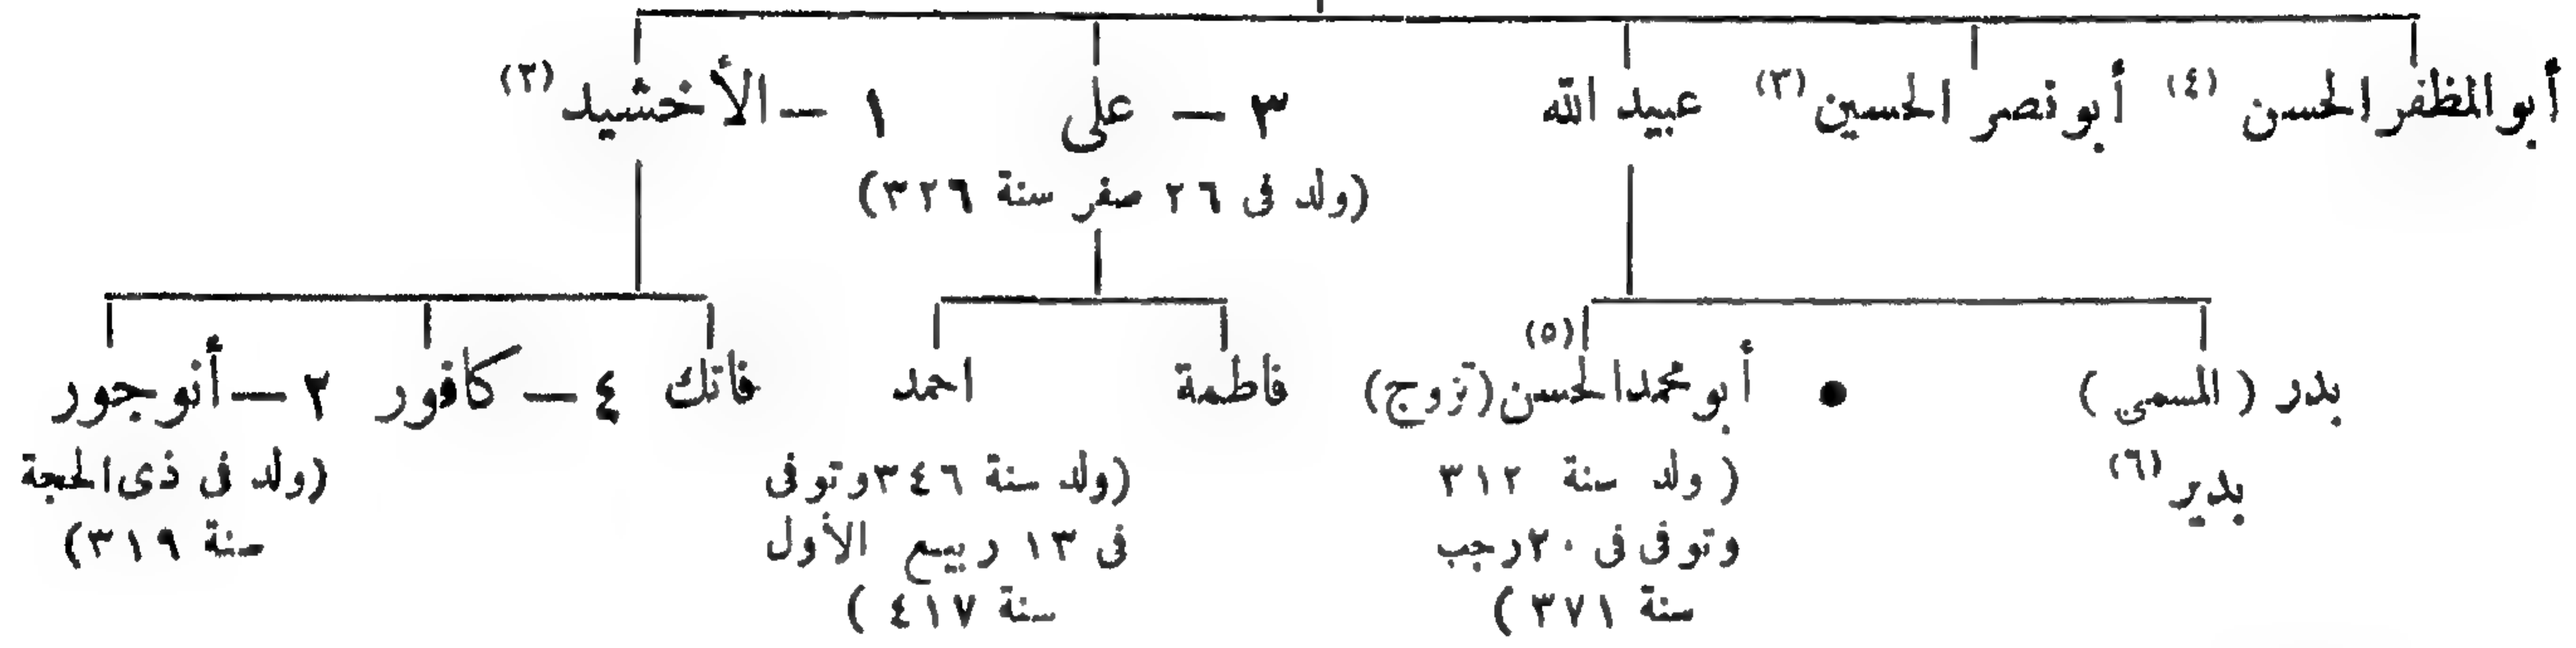 أبو المظفر الحسن (٤) أبو نصر الحسين (٣) عبيد الله ٣ — على ١ — الأخشيد (٢)
(ولد فى ٢٦ صفر سنة ٣٢٦)
بدر (المسمى) • أبو محمد الحسن (٥) (تزوج) فاطمة احمد فاتك ٤ — كافور ٢ — أنوجور
بدير (٦) (ولد سنة ٣١٢ (ولد سنة ٣٤٦ وتوفى (ولد فى ذى الحجة
وتوفى فى ٢٠ رجب فى ١٣ ربيع الأول سنة ٣١٩)
سنة ٣٧١) سنة ٤١٧)